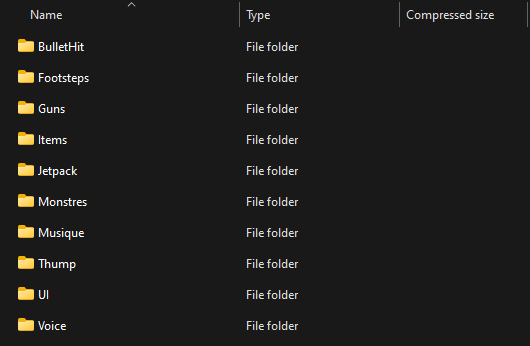 Name Type Compressed size
BulletHit File folder
Footsteps File folder
Guns File folder
Items File folder
Jetpack File folder
Monstres File folder
Musique File folder
Thump File folder
UI File folder
Voice File folder